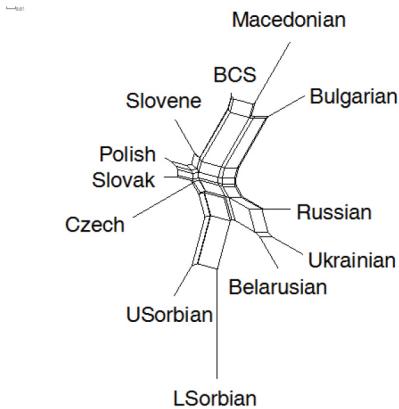 Macedonian
BCS
Bulgarian
Slovene
Polish
Slovak
Czech
Russian
Ukrainian
Belarusian
USorbian
LSorbian